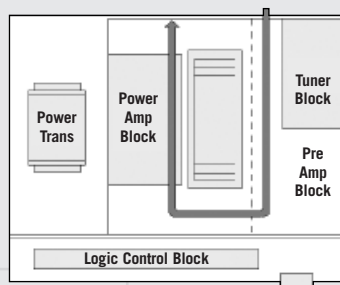 Power
Trans
Power
Amp
Block
Tuner
Block
Pre
Amp
Block
Logic Control Block